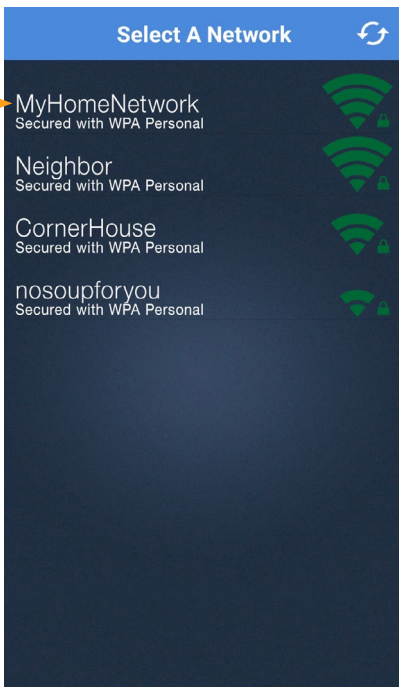 Select A Network
MyHomeNetwork
Secured with WPA Personal
Neighbor
Secured with WPA Personal
CornerHouse
Secured with WPA Personal
nosoupforyou
Secured with WPA Personal